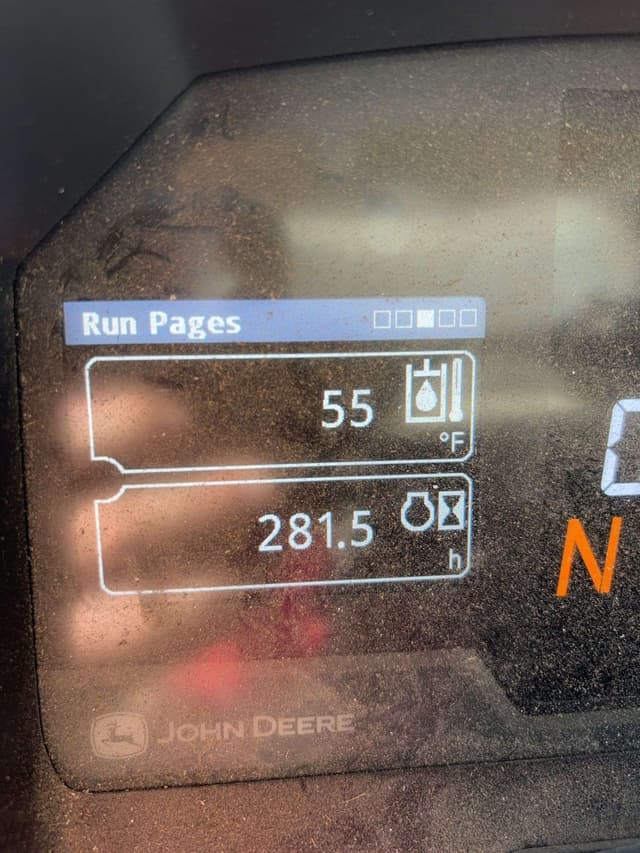 Run Pages
55
°F
281.5
h
N
JOHN DEERE